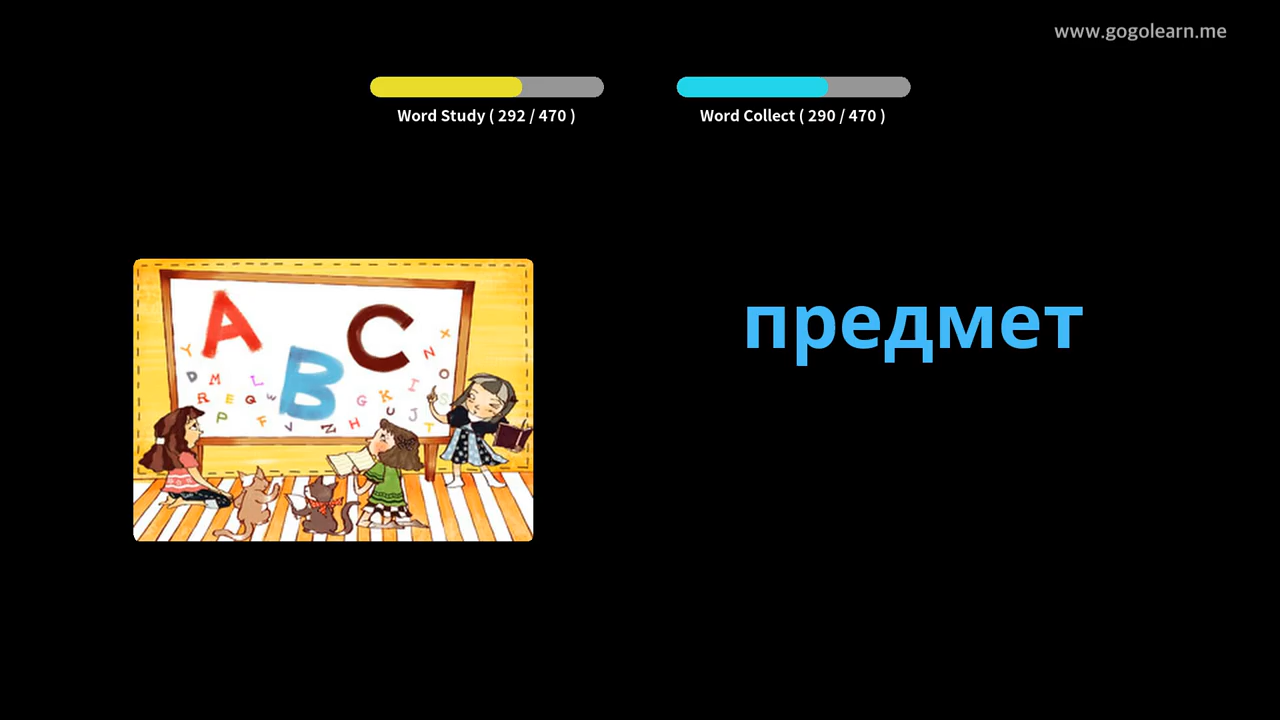 www.gogolearn.me
Word Study ( 292 / 470 )
Word Collect ( 290 / 470 )
предмет
A
C
B
X
Y
N
D
M
L
O
I
R
E
Q
W
G
K
S
P
F
U
J
V
Z
H
T